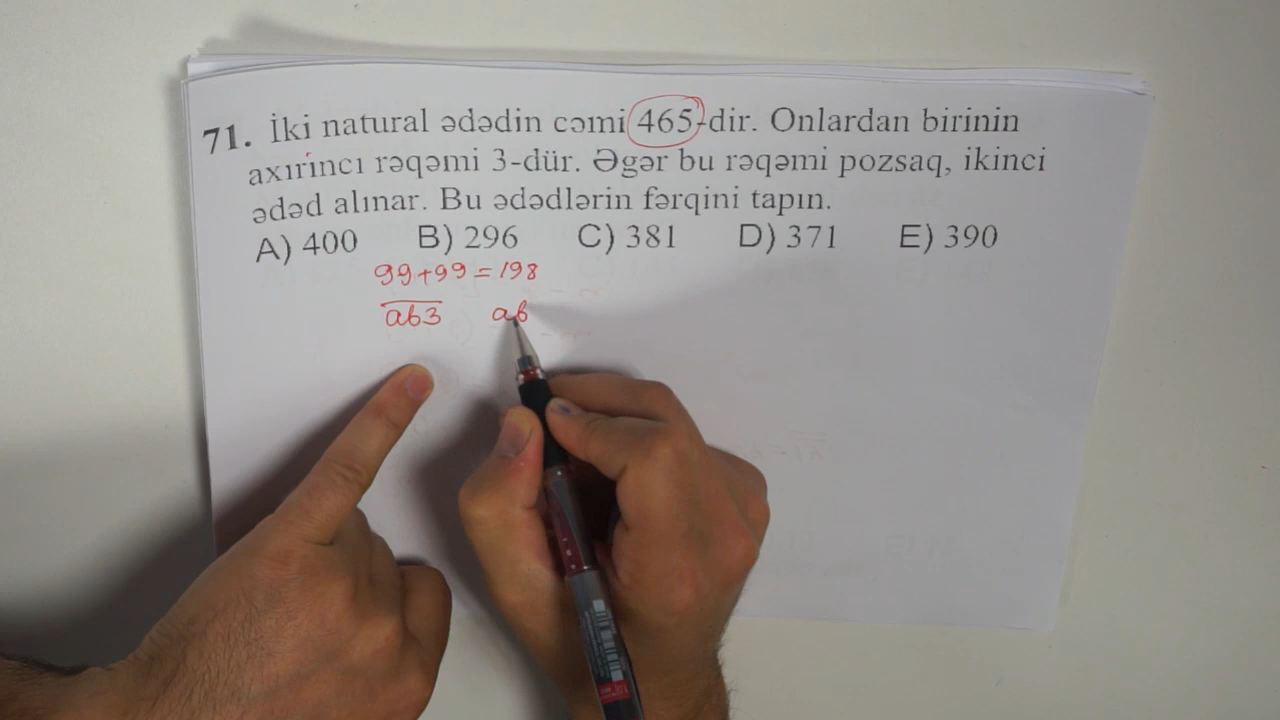 71. İki natural ədədin cəmi 465-dir. Onlardan birinin
axırıncı rəqəmi 3-dür. Əgər bu rəqəmi pozsaq, ikinci
ədəd alınar. Bu ədədlərin fərqini tapın.
A) 400 B) 296 C) 381 D) 371 E) 390
99+99=198
ab3 ab